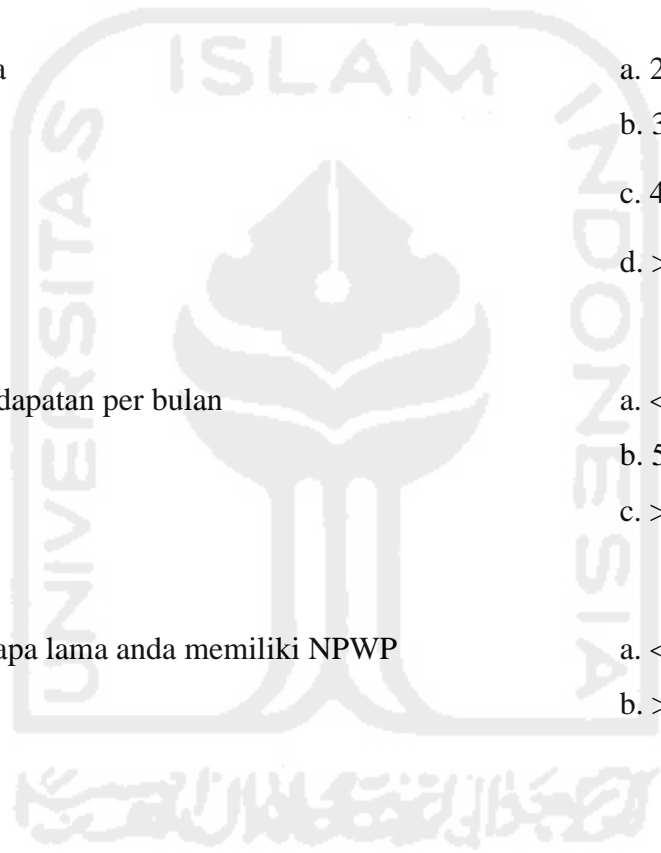 ISLAM
UNIVERSITAS
INDONESIA
a a. 2
b. 3
c. 4
d. >
dapatan per bulan a. <
b. 5
c. >
apa lama anda memiliki NPWP a. <
b. >